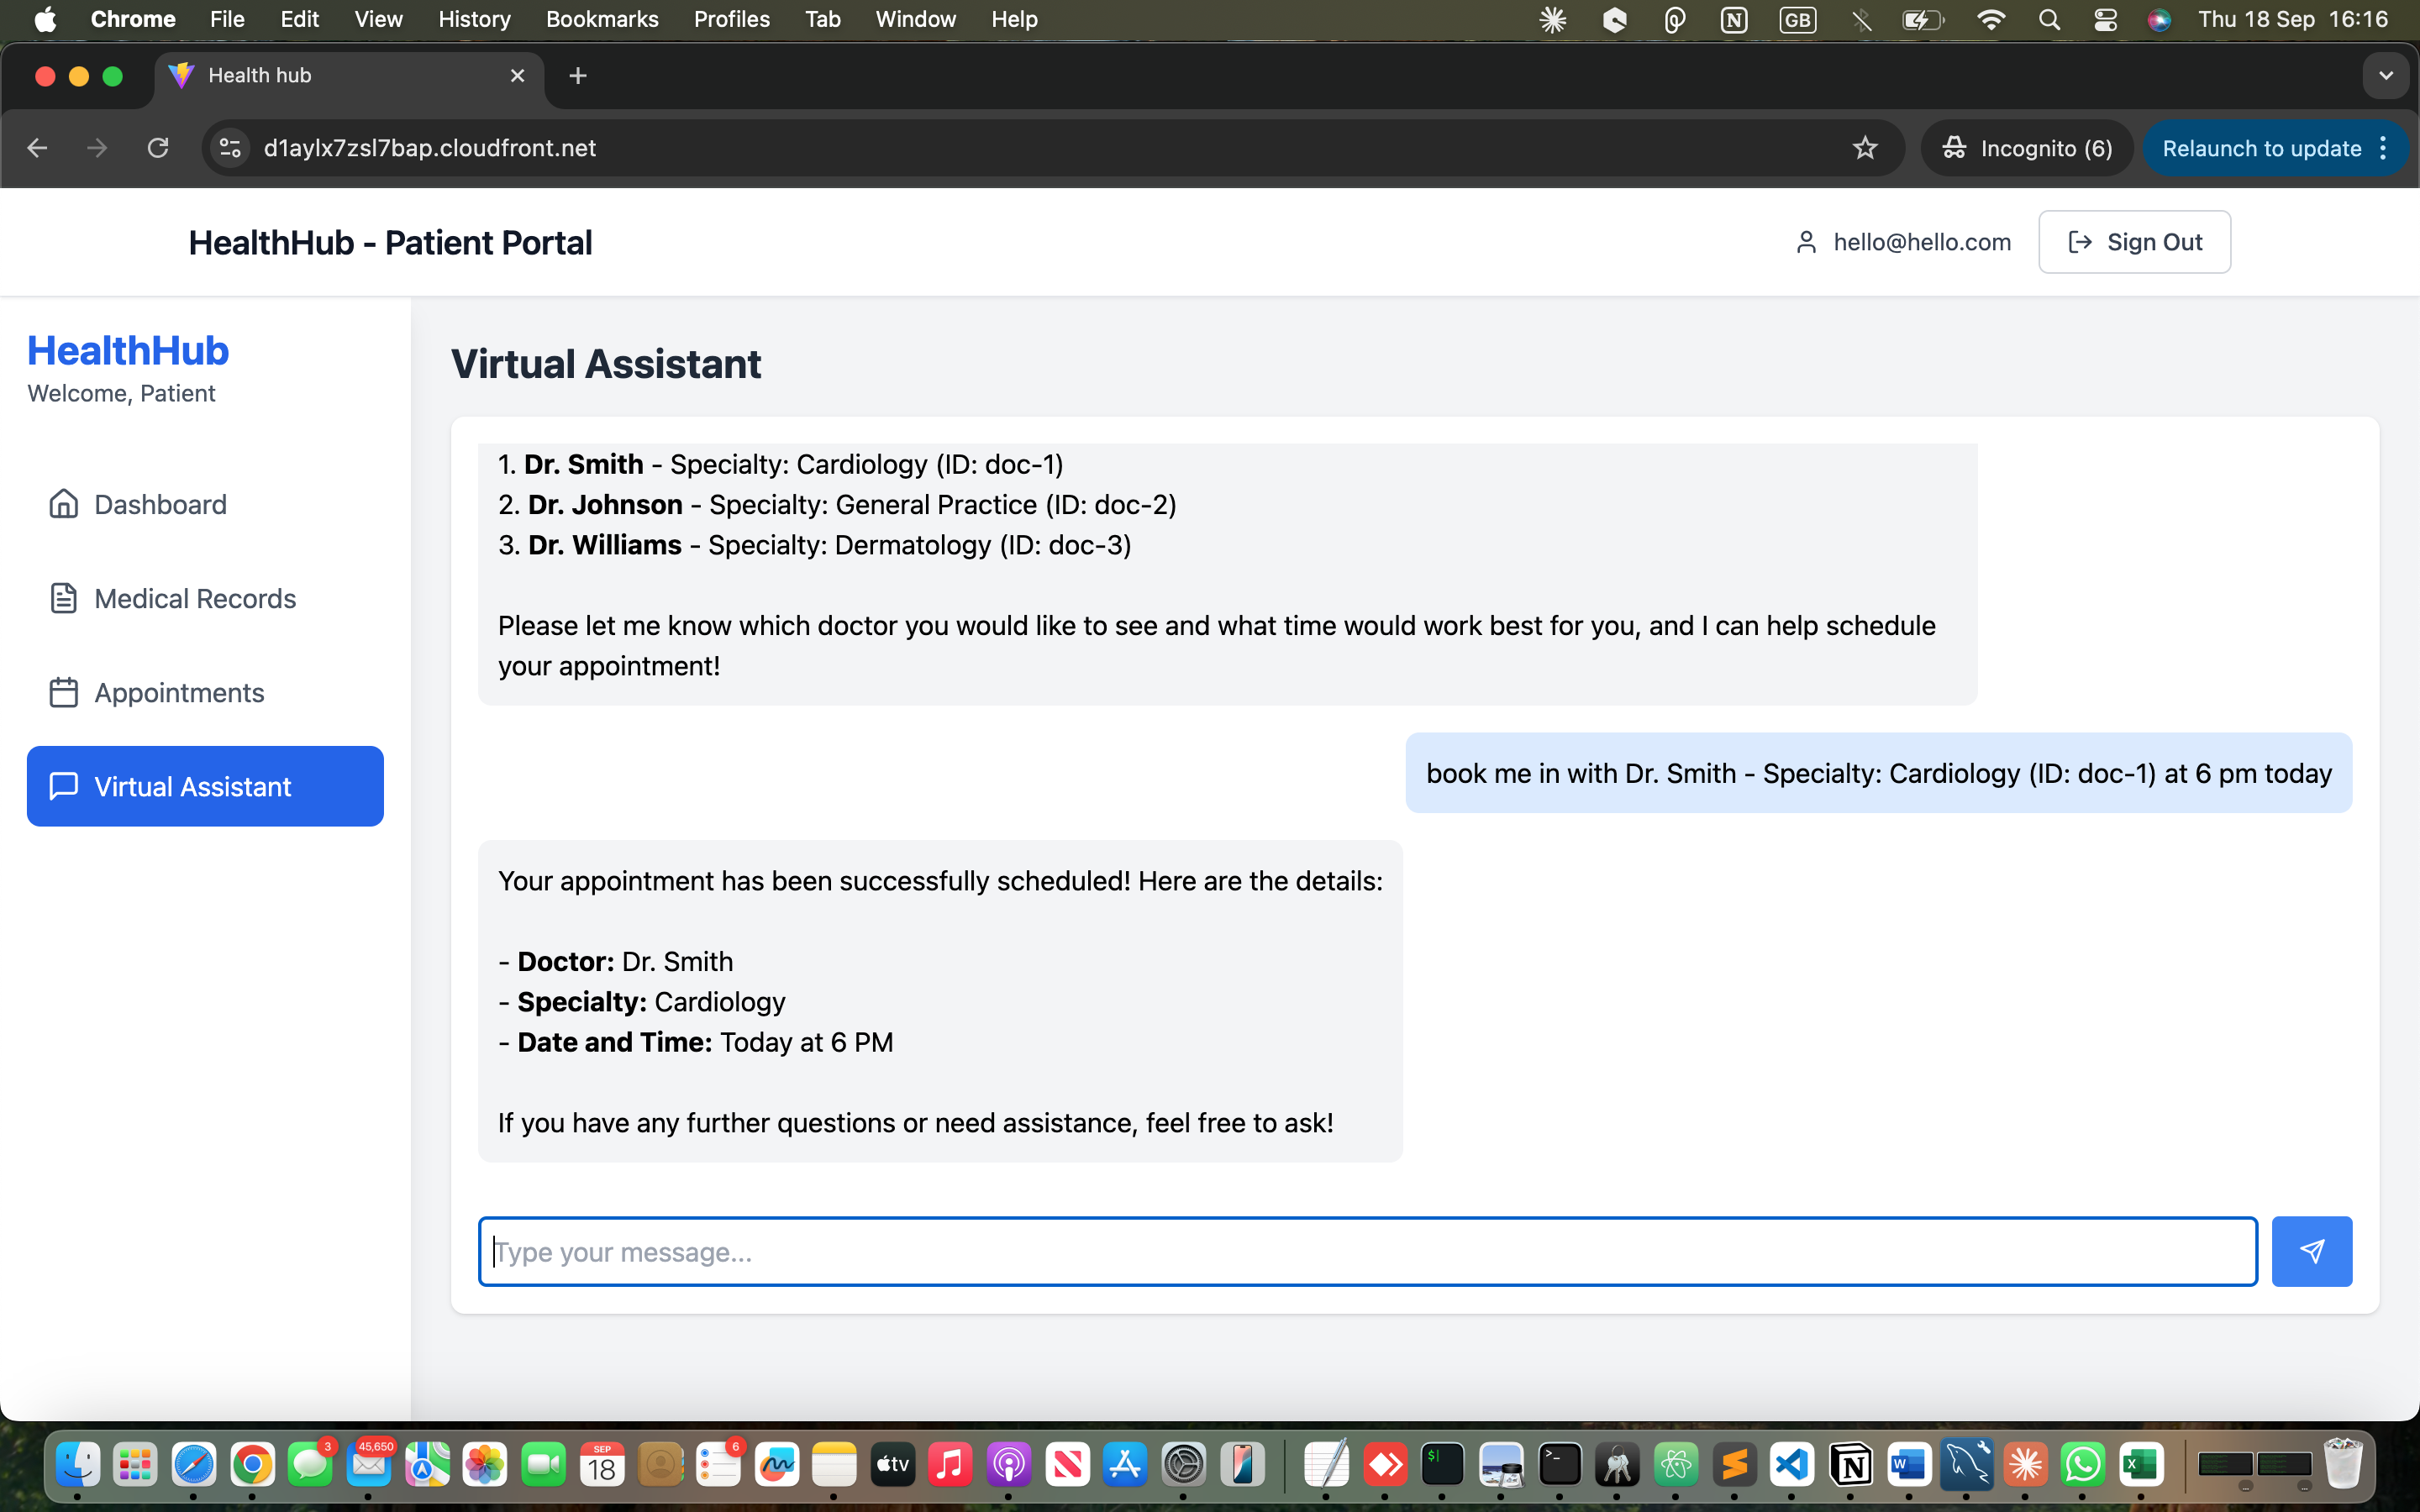 Chrome File Edit View History Bookmarks Profiles Tab Window Help GB Thu 18 Sep 16:16
Health hub
d1aylx7zsl7bap.cloudfront.net Incognito (6) Relaunch to update
HealthHub - Patient Portal hello@hello.com Sign Out
HealthHub
Welcome, Patient
Dashboard
Medical Records
Appointments
Virtual Assistant
Virtual Assistant
1. Dr. Smith - Specialty: Cardiology (ID: doc-1)
2. Dr. Johnson - Specialty: General Practice (ID: doc-2)
3. Dr. Williams - Specialty: Dermatology (ID: doc-3)
Please let me know which doctor you would like to see and what time would work best for you, and I can help schedule
your appointment!
book me in with Dr. Smith - Specialty: Cardiology (ID: doc-1) at 6 pm today
Your appointment has been successfully scheduled! Here are the details:
- Doctor: Dr. Smith
- Specialty: Cardiology
- Date and Time: Today at 6 PM
If you have any further questions or need assistance, feel free to ask!
Type your message...
3 45,650 SEP 18 6 tv